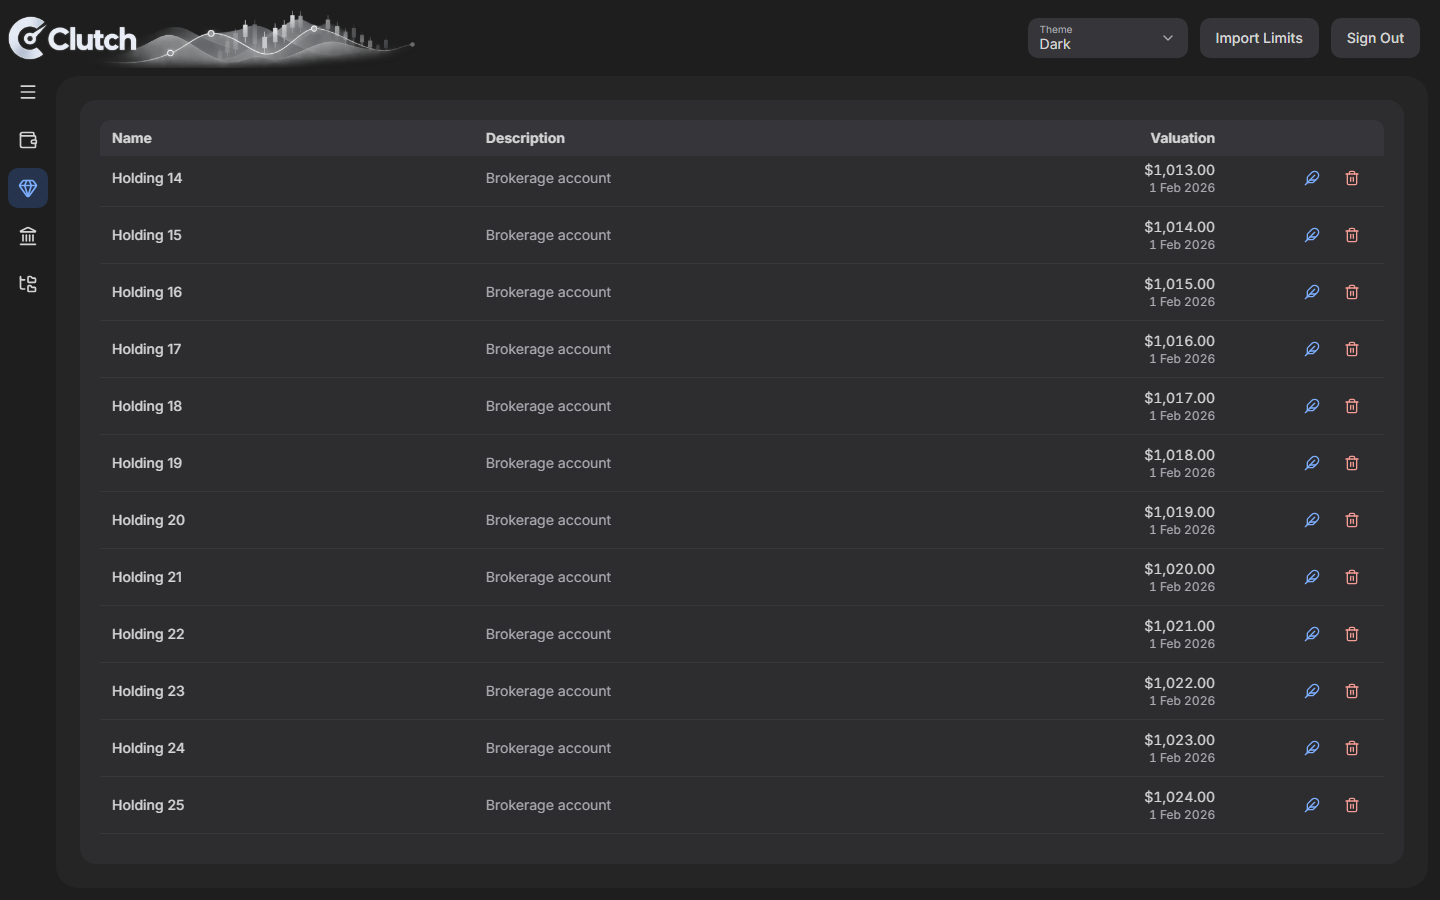 Clutch
Theme
Dark
Import Limits
Sign Out
Name Description Valuation
Holding 14 Brokerage account $1,013.00
1 Feb 2026
Holding 15 Brokerage account $1,014.00
1 Feb 2026
Holding 16 Brokerage account $1,015.00
1 Feb 2026
Holding 17 Brokerage account $1,016.00
1 Feb 2026
Holding 18 Brokerage account $1,017.00
1 Feb 2026
Holding 19 Brokerage account $1,018.00
1 Feb 2026
Holding 20 Brokerage account $1,019.00
1 Feb 2026
Holding 21 Brokerage account $1,020.00
1 Feb 2026
Holding 22 Brokerage account $1,021.00
1 Feb 2026
Holding 23 Brokerage account $1,022.00
1 Feb 2026
Holding 24 Brokerage account $1,023.00
1 Feb 2026
Holding 25 Brokerage account $1,024.00
1 Feb 2026